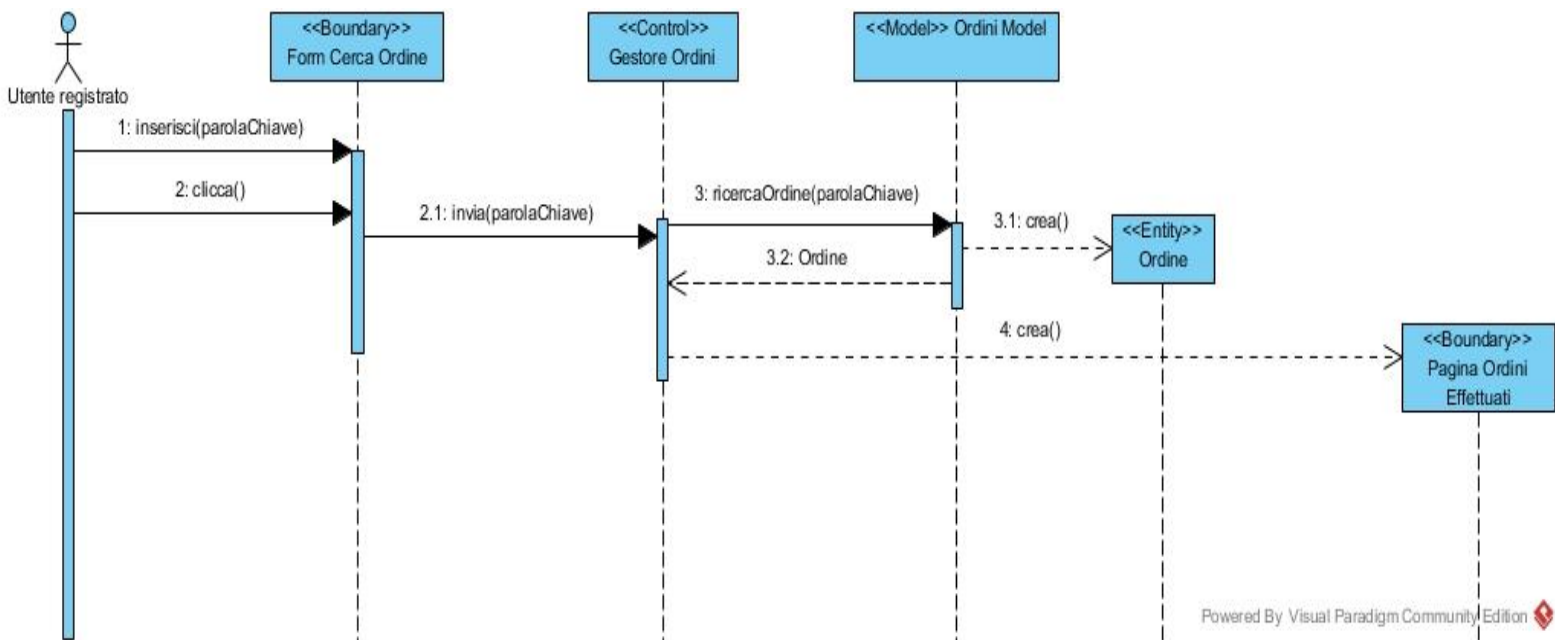 <<Boundary>>
Form Cerca Ordine
<<Control>>
Gestore Ordini
<<Model>> Ordini Model
Utente registrato
1: inserisci(parolaChiave)
2: clicca()
2.1: invia(parolaChiave)
3: ricercaOrdine(parolaChiave)
3.1: crea()
<<Entity>>
Ordine
3.2: Ordine
4: crea()
<<Boundary>>
Pagina Ordini
Effettuati
Powered By Visual Paradigm Community Edition